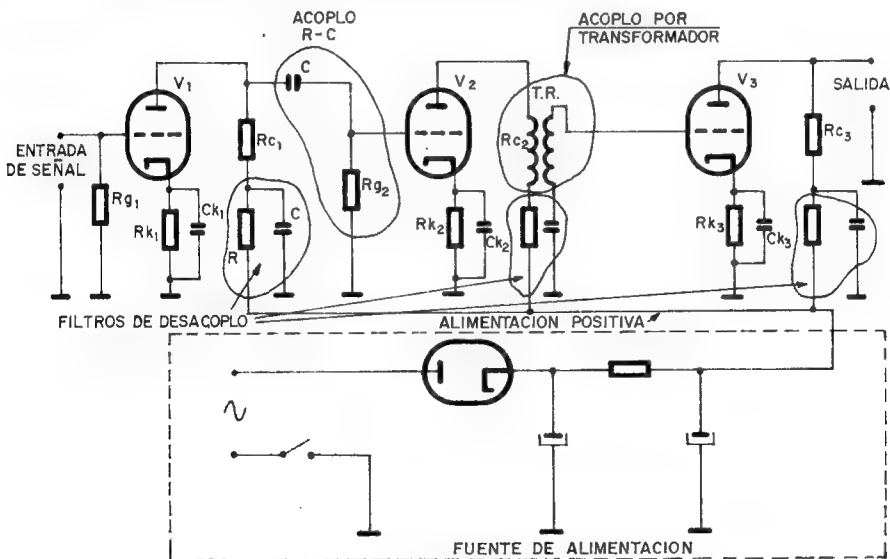 ACOPLO
R-C
ACOPLO POR
TRANSFORMADOR
V1
C
V2
T.R.
V3
SALIDA
Rc1
Rc2
Rc3
ENTRADA
DE SEÑAL
Rg1
Rk1
Ck1
R
C
Rg2
Rk2
Ck2
Rk3
Ck3
FILTROS DE DESACOPLO
ALIMENTACION POSITIVA
FUENTE DE ALIMENTACION